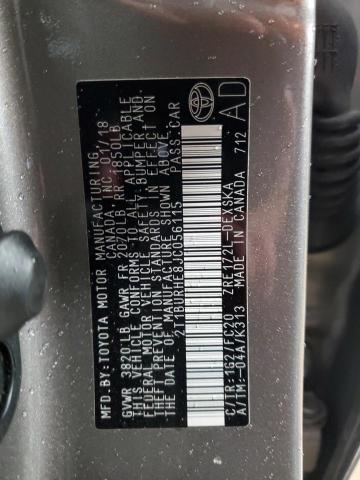 MFD.BY:TOYOTA MOTOR MANUFACTURING
CANADA INC. 01/18
GVWR 3820LB GAWR FR 2020LB RR 1850LB
THIS VEHICLE CONFORMS TO ALL APPLICABLE
FEDERAL MOTOR VEHICLE SAFETY, BUMPER, AND
THEFT PREVENTION STANDARDS IN EFFECT ON
THE DATE OF MANUFACTURE SHOWN ABOVE.
2T1BURHE8JC056115 PASS.CAR
C/TR:1G2/FC20 ZRE172L-DEXSKA
A/TM:-04A/K313 MADE IN CANADA 712
AD
TOYOTA